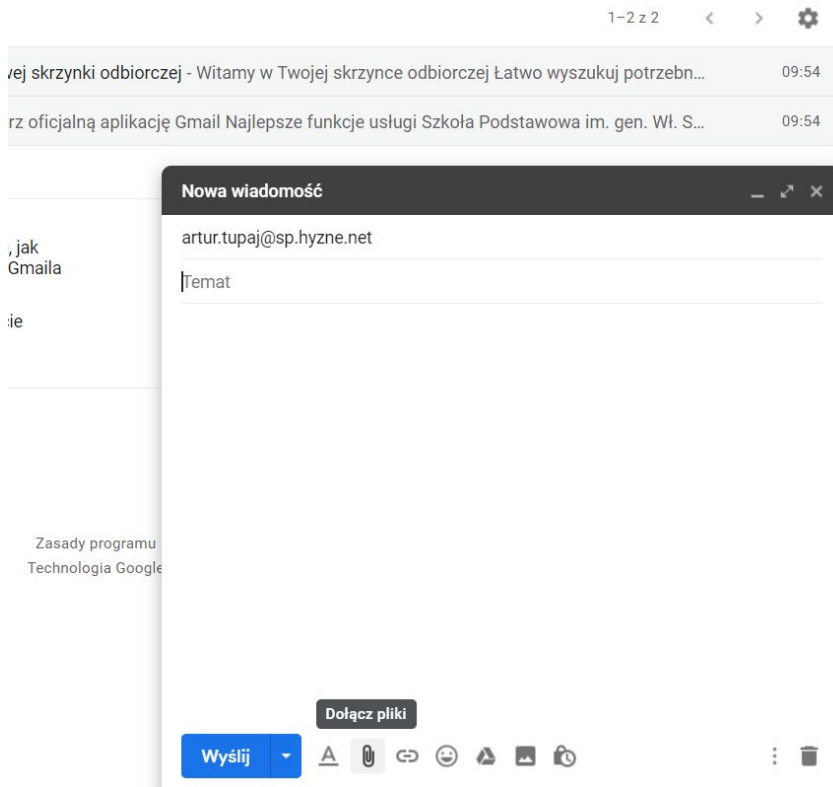 1–2 z 2
wej skrzynki odbiorczej - Witamy w Twojej skrzynce odbiorczej Łatwo wyszukuj potrzebn... 09:54
rz oficjalną aplikację Gmail Najlepsze funkcje usługi Szkoła Podstawowa im. gen. Wł. S... 09:54
Nowa wiadomość
artur.tupaj@sp.hyzne.net
Temat
, jak
Gmaila
cie
Zasady programu
Technologia Google
Dołącz pliki
Wyślij